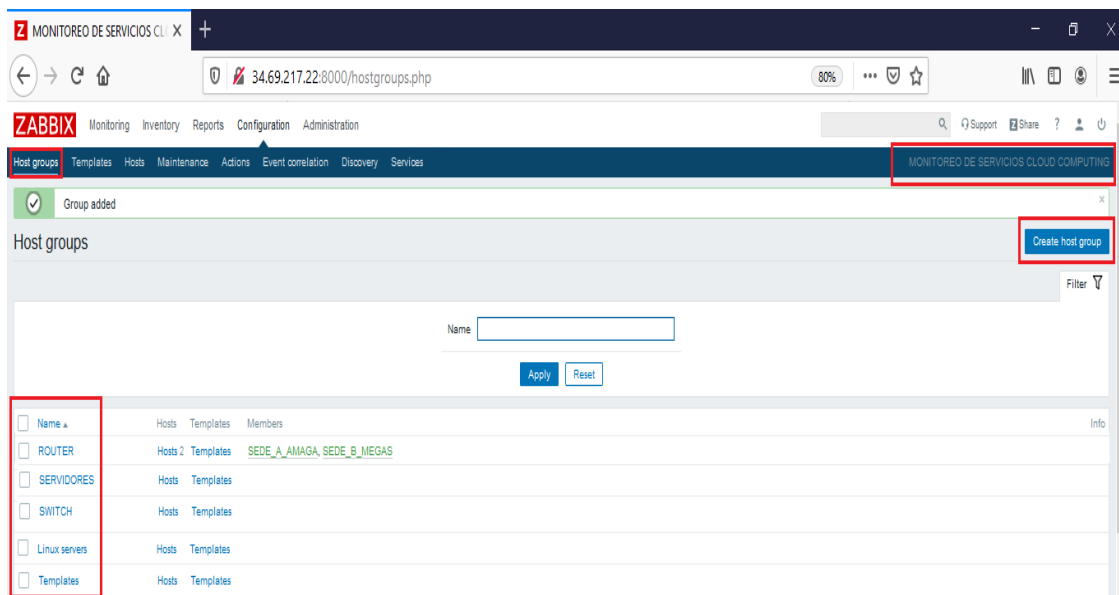 Z MONITOREO DE SERVICIOS CL
34.69.217.22:8000/hostgroups.php 80%
ZABBIX Monitoring Inventory Reports Configuration Administration Support Z Share ?
Host groups Templates Hosts Maintenance Actions Event correlation Discovery Services MONITOREO DE SERVICIOS CLOUD COMPUTING
Group added
Host groups Create host group
Filter
Name
Apply Reset
Name Hosts Templates Members Info
ROUTER Hosts 2 Templates SEDE_A_AMAGA, SEDE_B_MEGAS
SERVIDORES Hosts Templates
SWITCH Hosts Templates
Linux servers Hosts Templates
Templates Hosts Templates